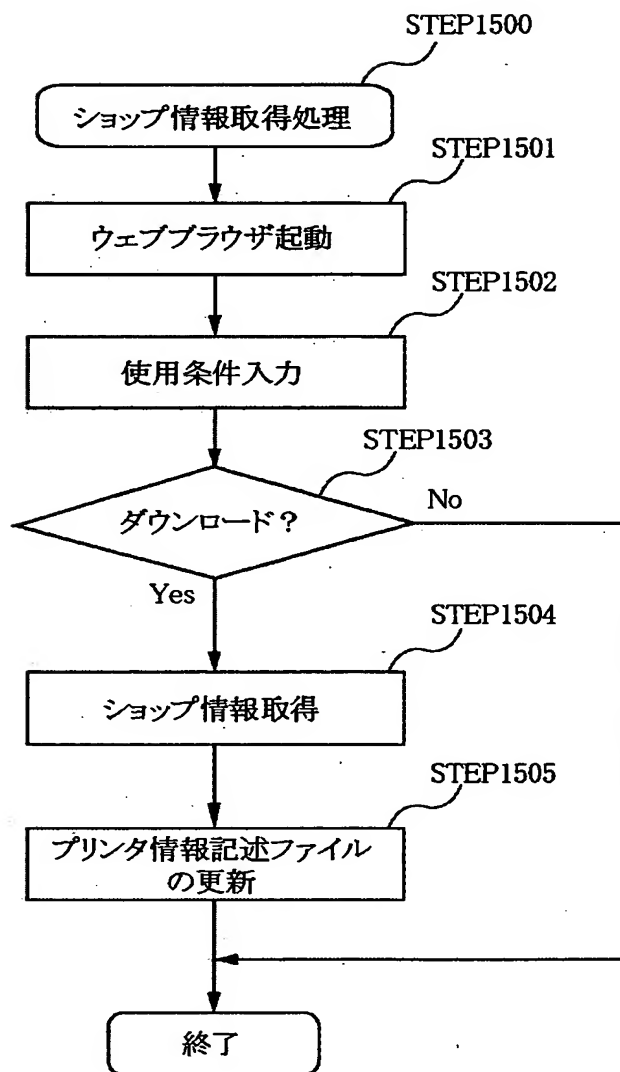 STEP1500
ショップ情報取得処理
STEP1501
ウェブブラウザ起動
STEP1502
使用条件入力
STEP1503
ダウンロード？
No
Yes
STEP1504
ショップ情報取得
STEP1505
プリンタ情報記述ファイル
の更新
終了